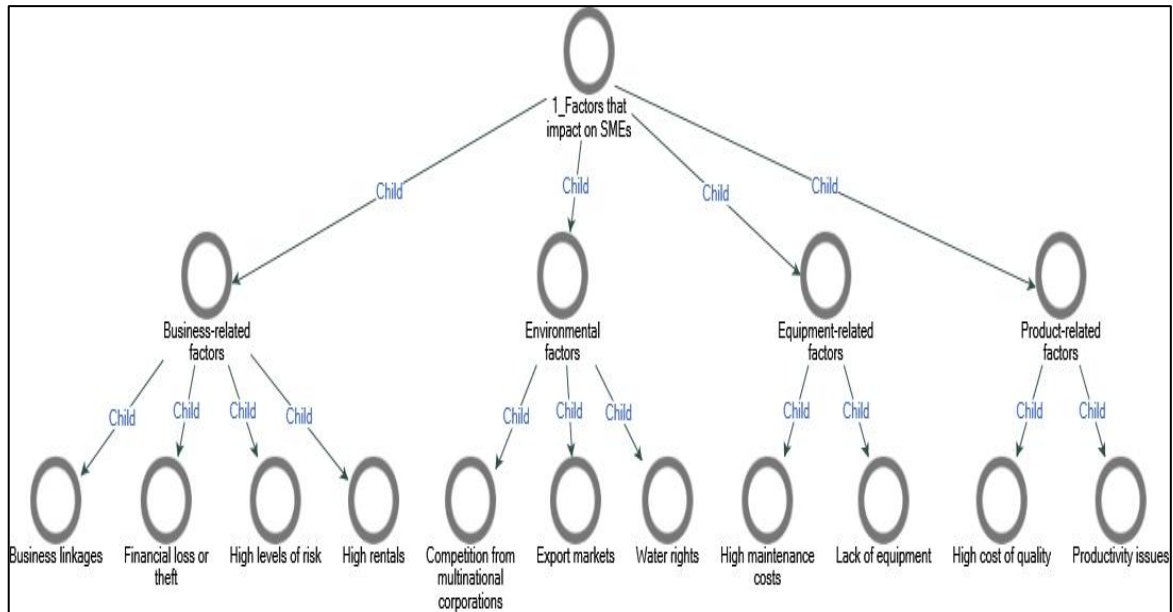 1_Factors that
impact on SMEs
Child
Child
Child
Child
Business-related
factors
Environmental
factors
Equipment-related
factors
Product-related
factors
Child
Child
Child
Child
Child
Child
Child
Child
Child
Child
Child
Business linkages
Financial loss or
theft
High levels of risk
High rentals
Competition from
multinational
corporations
Export markets
Water rights
High maintenance
costs
Lack of equipment
High cost of quality
Productivity issues